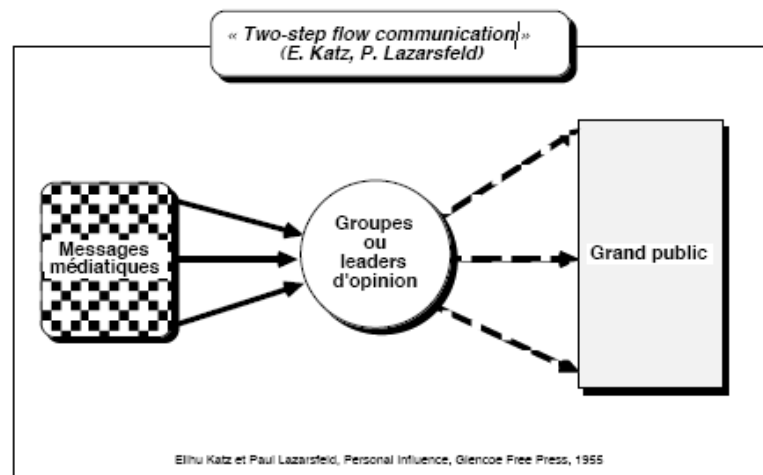 « Two-step flow communication »
(E. Katz, P. Lazarsfeld)
Messages
médiatiques
Groupes
ou
leaders
d'opinion
Grand public
Elihu Katz et Paul Lazarsfeld, Personal Influence, Glencoe Free Press, 1955